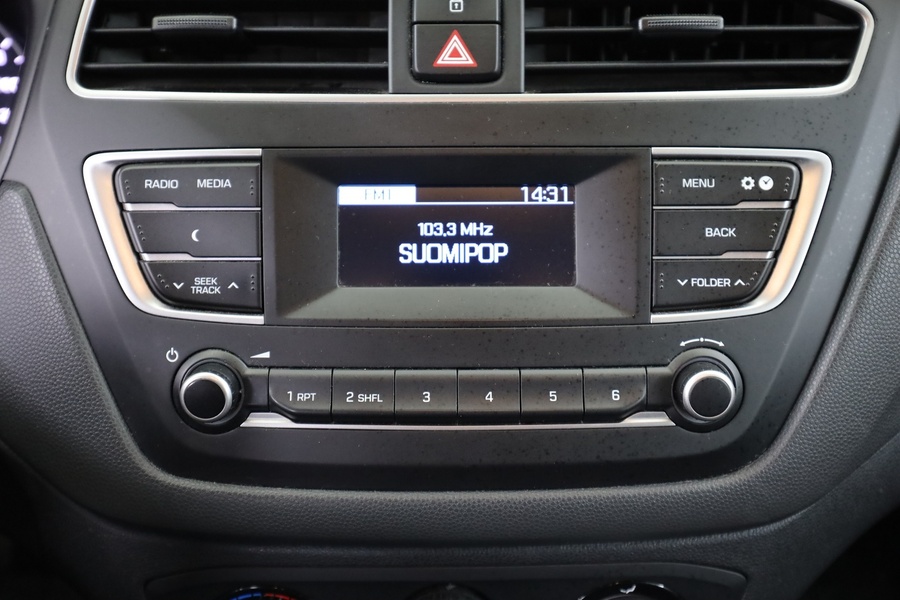 RADIO MEDIA
SEEK
TRACK
FM1 14:31
103,3 MHz
SUOMIPOP
MENU
BACK
FOLDER
1 RPT 2 SHFL 3 4 5 6